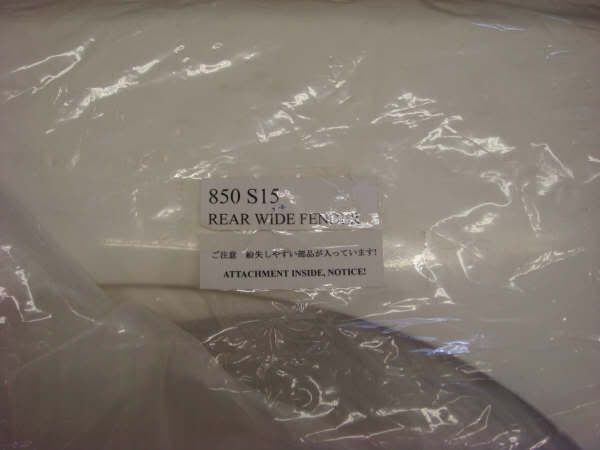 850 S15
REAR WIDE FENDER
ご注意 紛失しやすい部品が入っています!
ATTACHMENT INSIDE, NOTICE!